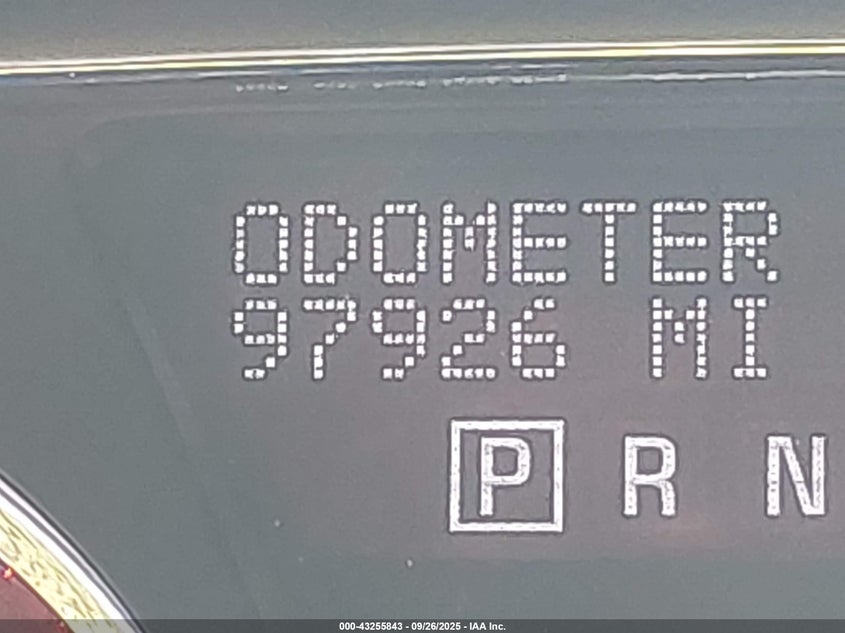 ODOMETER
97926 MI
P R N
000-43255843 - 09/26/2025 - IAA Inc.